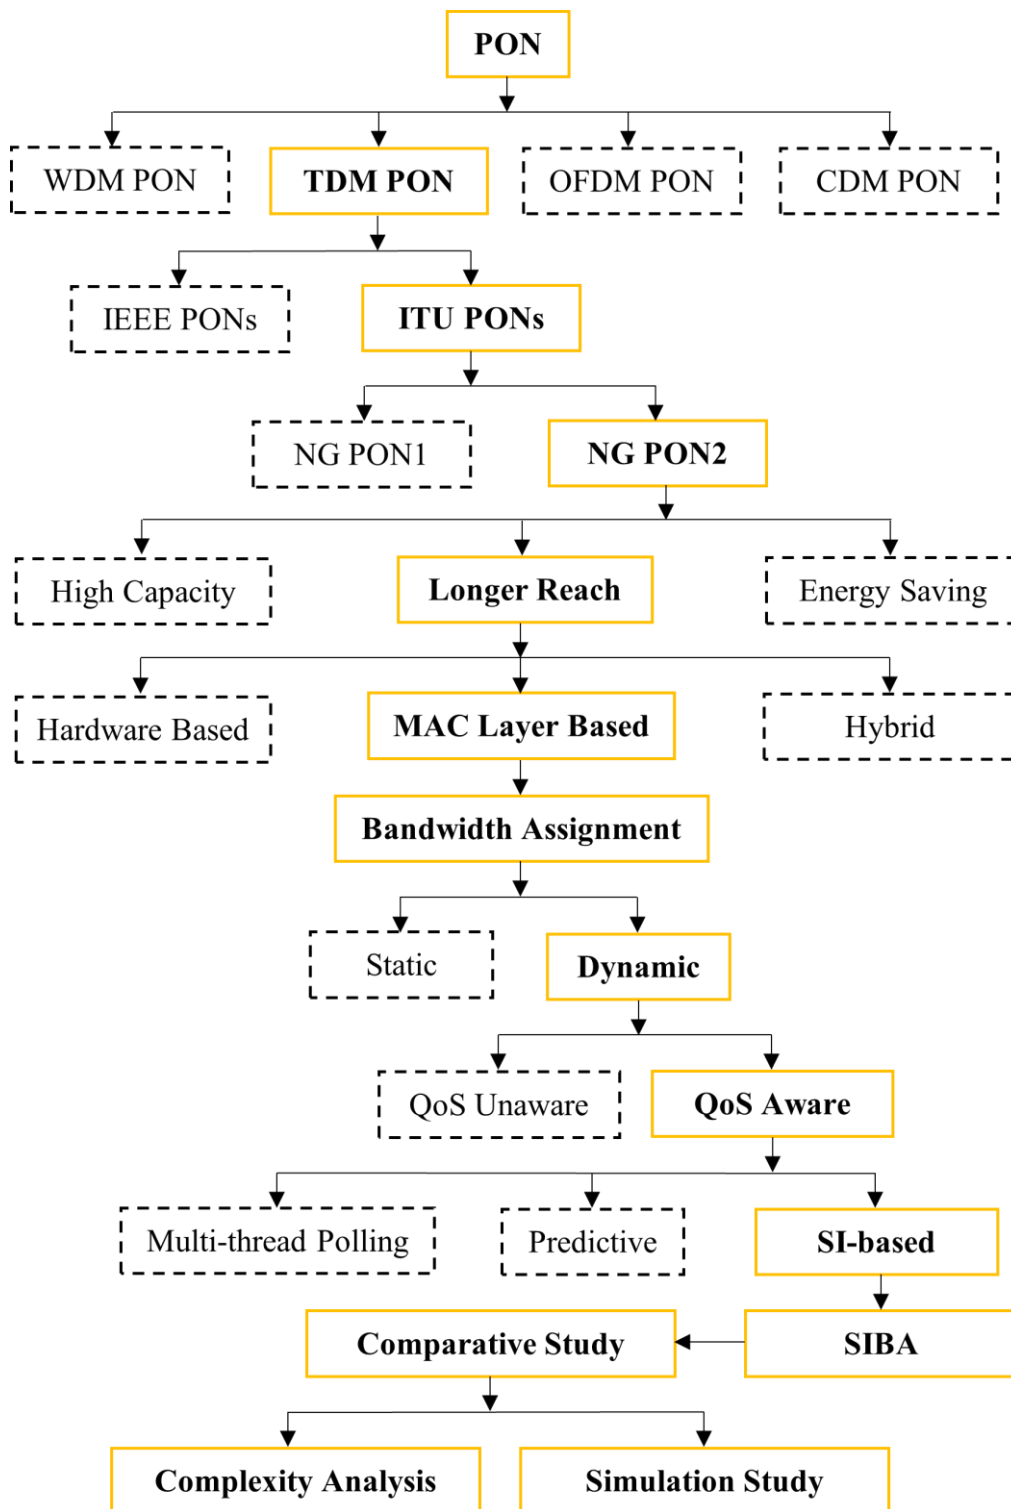 PON
WDM PON
TDM PON
OFDM PON
CDM PON
IEEE PONs
ITU PONs
NG PON1
NG PON2
High Capacity
Longer Reach
Energy Saving
Hardware Based
MAC Layer Based
Hybrid
Bandwidth Assignment
Static
Dynamic
QoS Unaware
QoS Aware
Multi-thread Polling
Predictive
SI-based
Comparative Study
SIBA
Complexity Analysis
Simulation Study